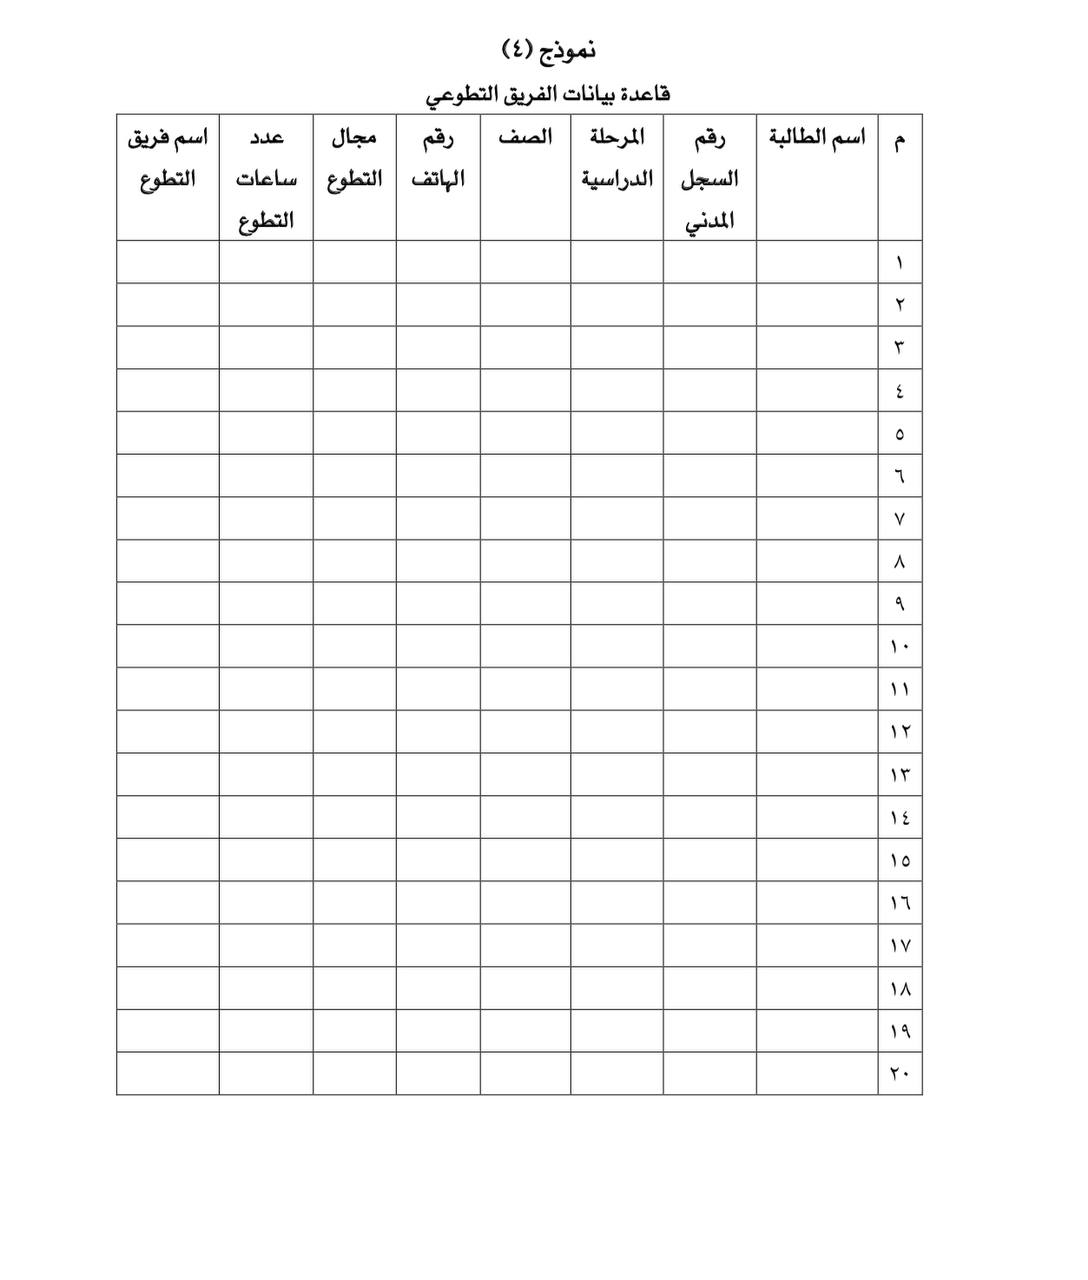 نموذج (٤)
قاعدة بيانات الفريق التطوعي
م
اسم الطالبة
رقم
السجل
المدني
المرحلة
الدراسية
الصف
رقم
الهاتف
مجال
التطوع
عدد
ساعات
التطوع
اسم فريق
التطوع
١
٢
٣
٤
٥
٦
٧
٨
٩
١٠
١١
١٢
١٣
١٤
١٥
١٦
١٧
١٨
١٩
٢٠